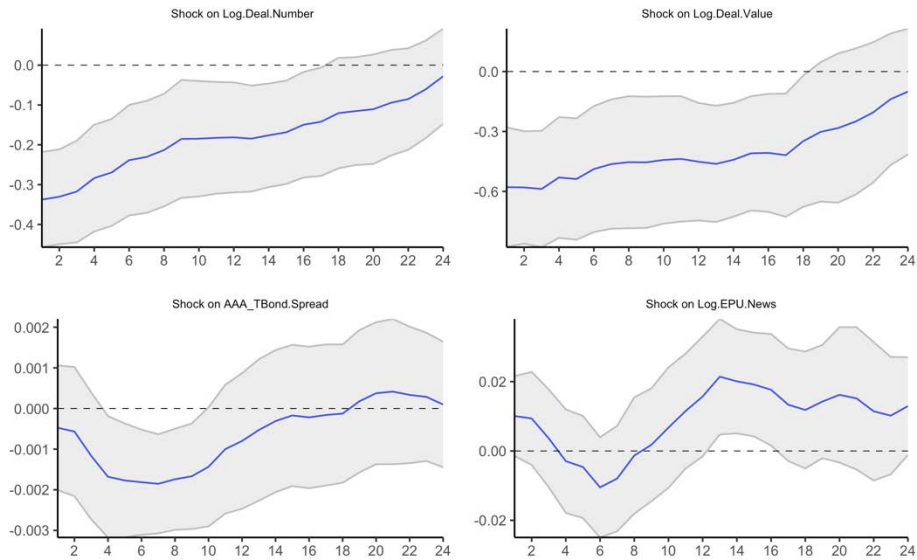 Shock on Log.Deal.Number
0.0
-0.1
-0.2
-0.3
-0.4
2 4 6 8 10 12 14 16 18 20 22 24
Shock on Log.Deal.Value
0.0
-0.3
-0.6
2 4 6 8 10 12 14 16 18 20 22 24
Shock on AAA_TBond.Spread
0.002
0.001
0.000
-0.001
-0.002
-0.003
2 4 6 8 10 12 14 16 18 20 22 24
Shock on Log.EPU.News
0.02
0.00
-0.02
2 4 6 8 10 12 14 16 18 20 22 24